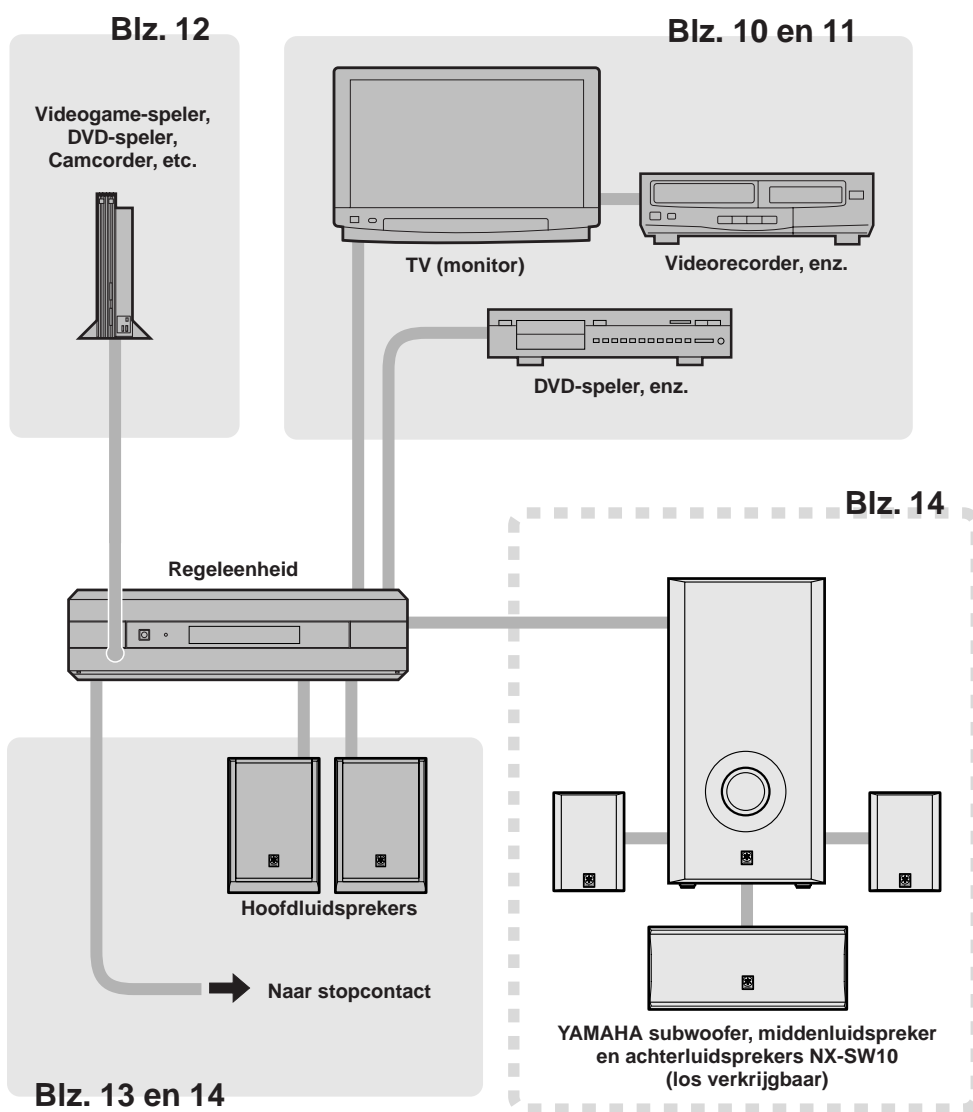 Blz. 12
Videogame-speler,
DVD-speler,
Camcorder, etc.
Blz. 10 en 11
TV (monitor)
Videorecorder, enz.
DVD-speler, enz.
Regeleenheid
Blz. 14
Hoofdluidsprekers
Naar stopcontact
Blz. 13 en 14
YAMAHA subwoofer, middenluidspreker
en achterluidsprekers NX-SW10
(los verkrijgbaar)